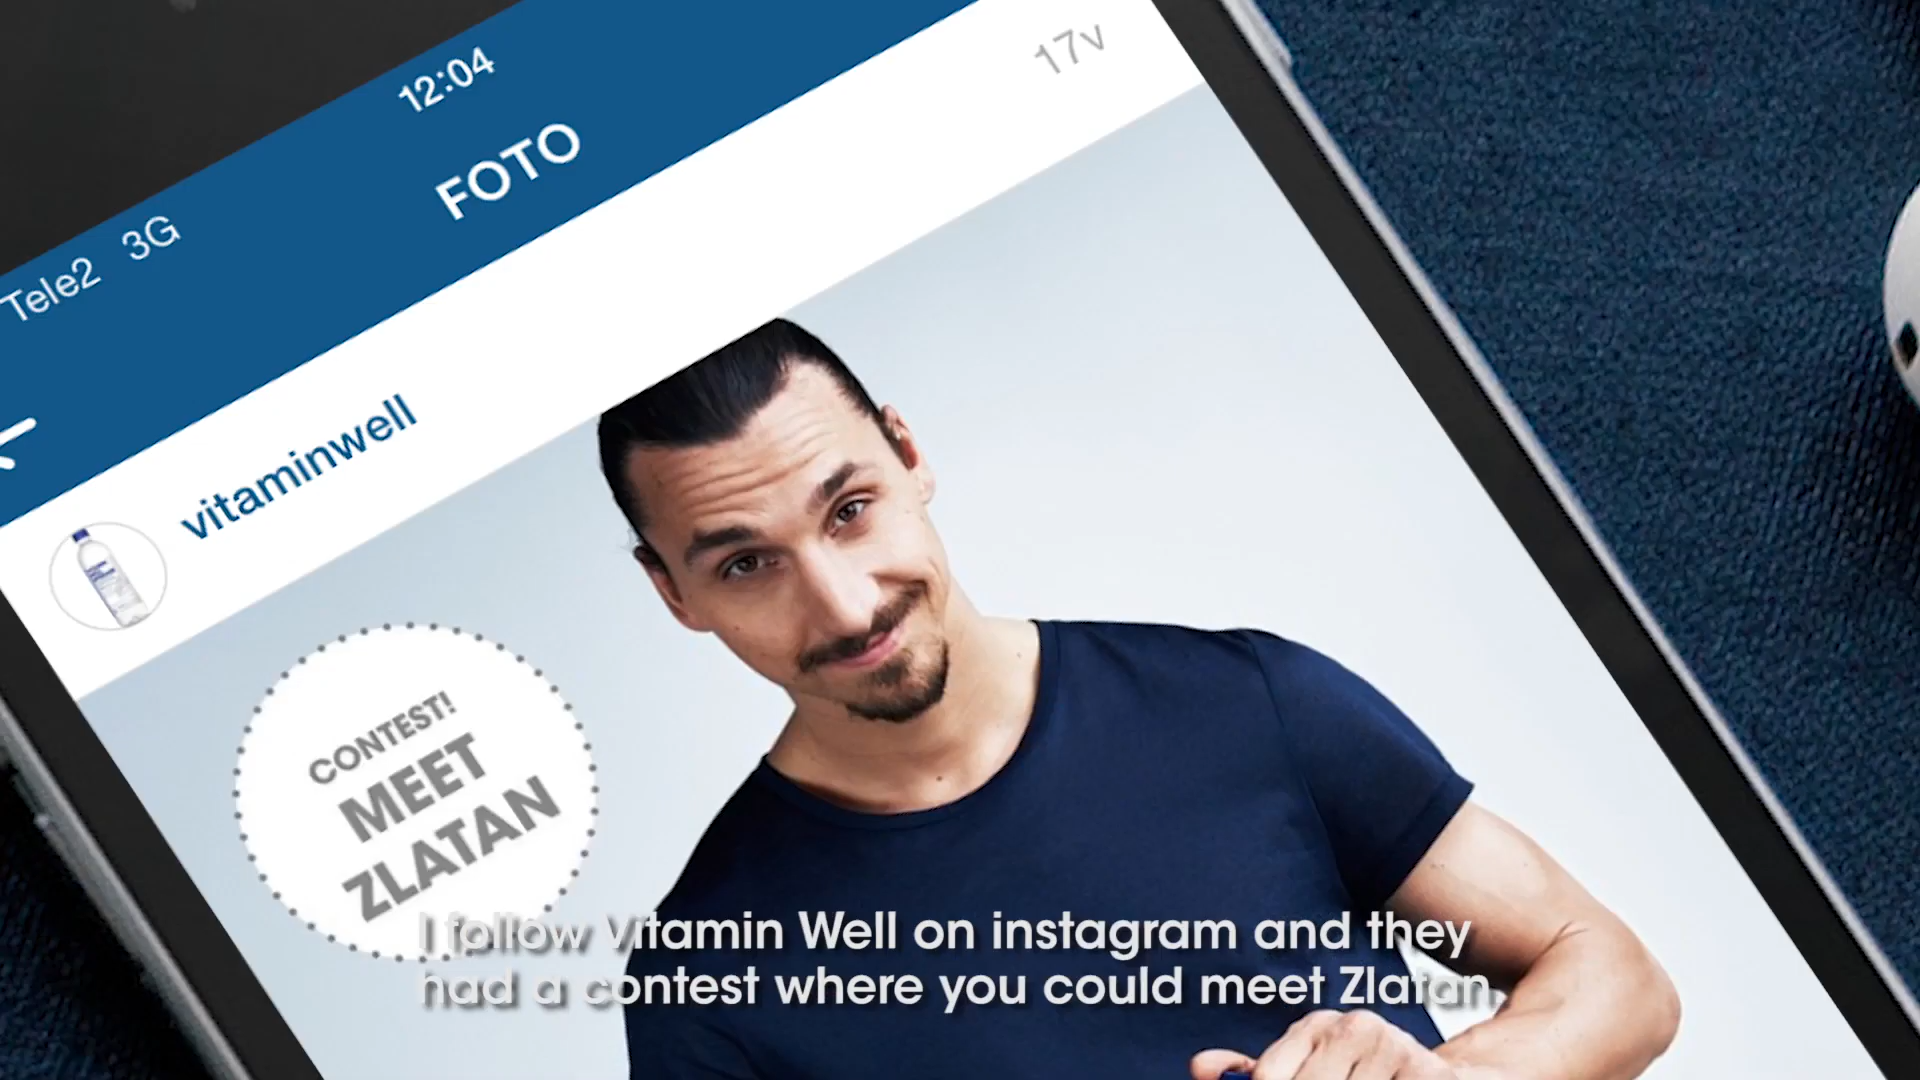 12:04
Tele2 3G
FOTO
17v
vitaminwell
CONTEST!
MEET
ZLATAN
I follow Vitamin Well on instagram and they
had a contest where you could meet Zlatan.